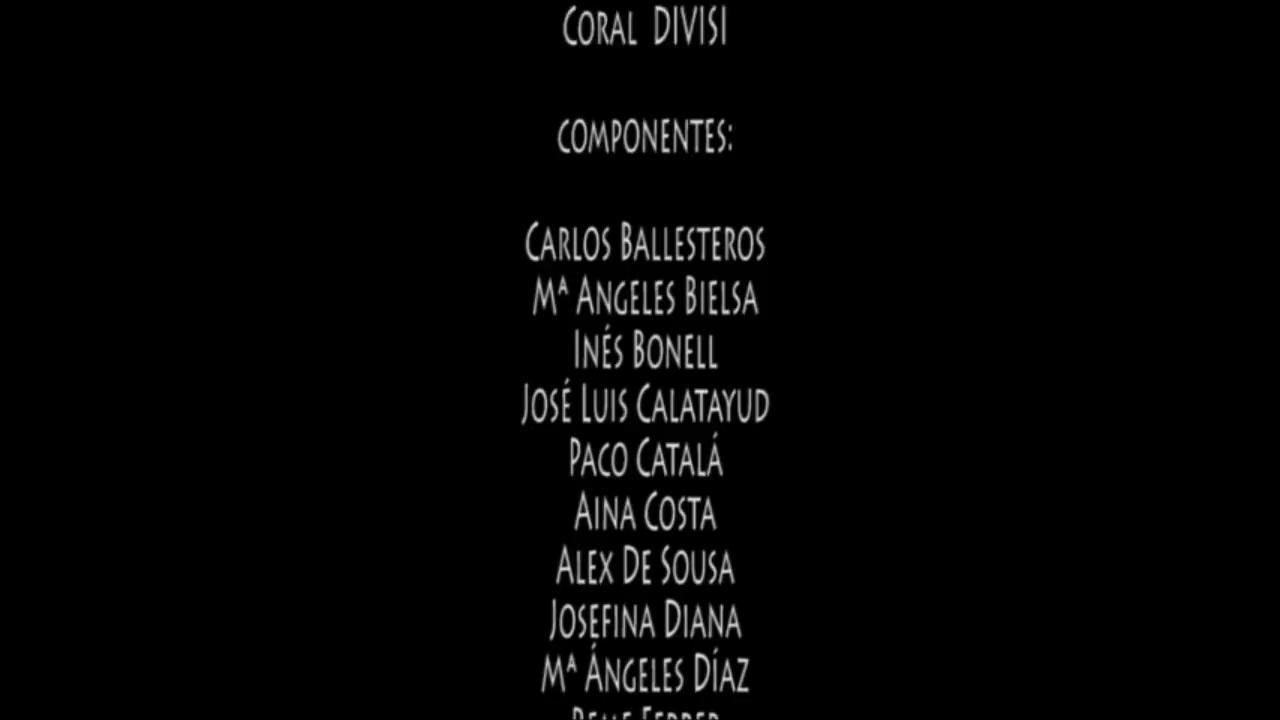 Coral DIVISI
componentes:
Carlos Ballesteros
Mª Angeles Bielsa
Inés Bonell
José Luis Calatayud
Paco Catalá
Aina Costa
Alex De Sousa
Josefina Diana
Mª Ángeles Díaz